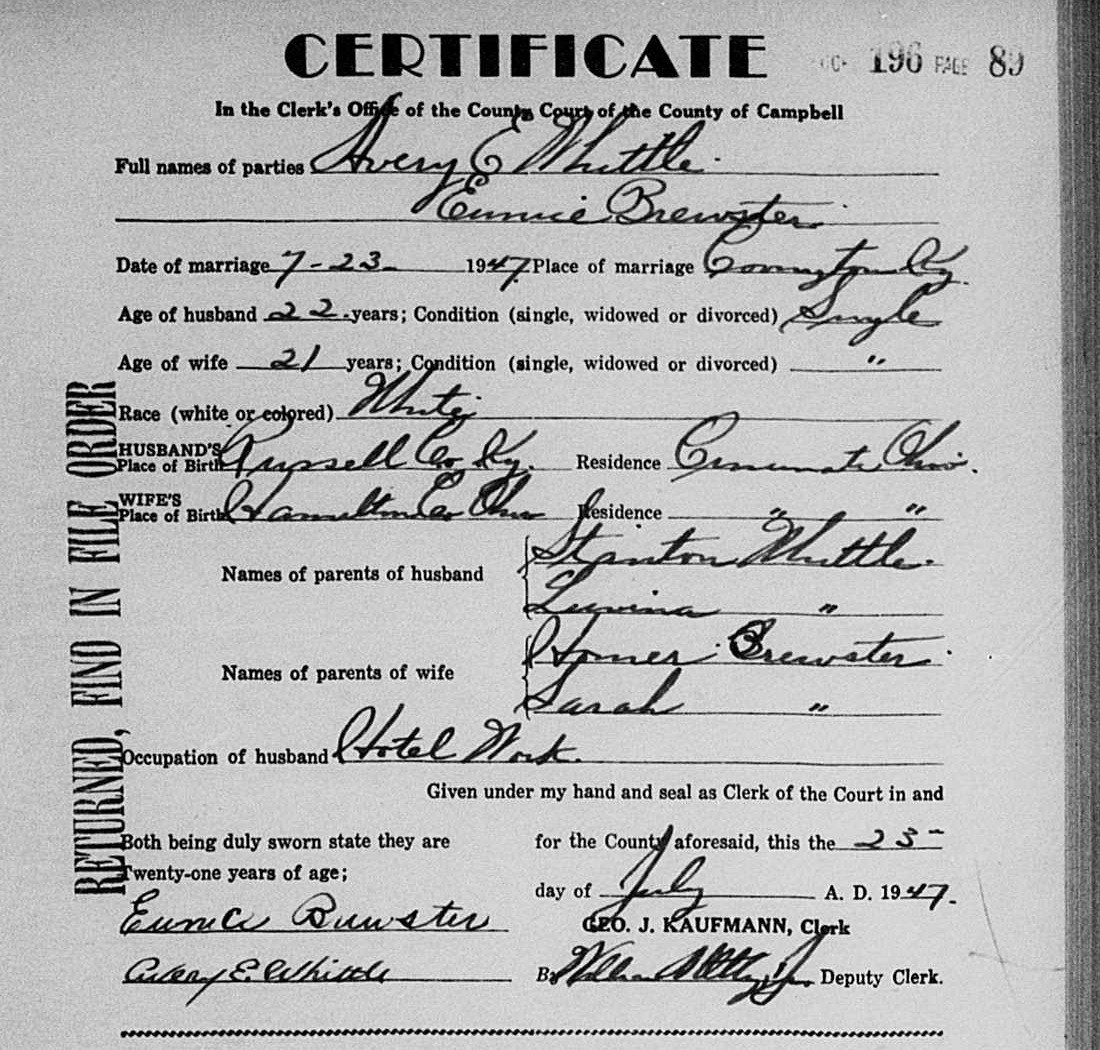 CERTIFICATE
196 PAGE 89
In the Clerk's Office of the County Court of the County of Campbell
Full names of parties Avery E Whittle
Eunice Brewster
Date of marriage 7-23- 1947 Place of marriage Covington Ky.
Age of husband 22 years; Condition (single, widowed or divorced) Single
Age of wife 21 years; Condition (single, widowed or divorced) "
Race (white or colored) White
HUSBAND'S Place of Birth Russell Co Ky. Residence Cincinnati Ohio.
WIFE'S Place of Birth Hamilton Co Ohio Residence " "
Names of parents of husband Stanton Whittle
Luvina "
Names of parents of wife Homer Brewster
Sarah "
Occupation of husband Hotel Work.
Given under my hand and seal as Clerk of the Court in and
Both being duly sworn state they are for the County aforesaid, this the 23
Twenty-one years of age;
day of July A. D. 1947.
Eunice Brewster GEO. J. KAUFMANN, Clerk
Avery E. Whittle By Jr. Deputy Clerk.
RETURNED, FIND IN FILE ORDER